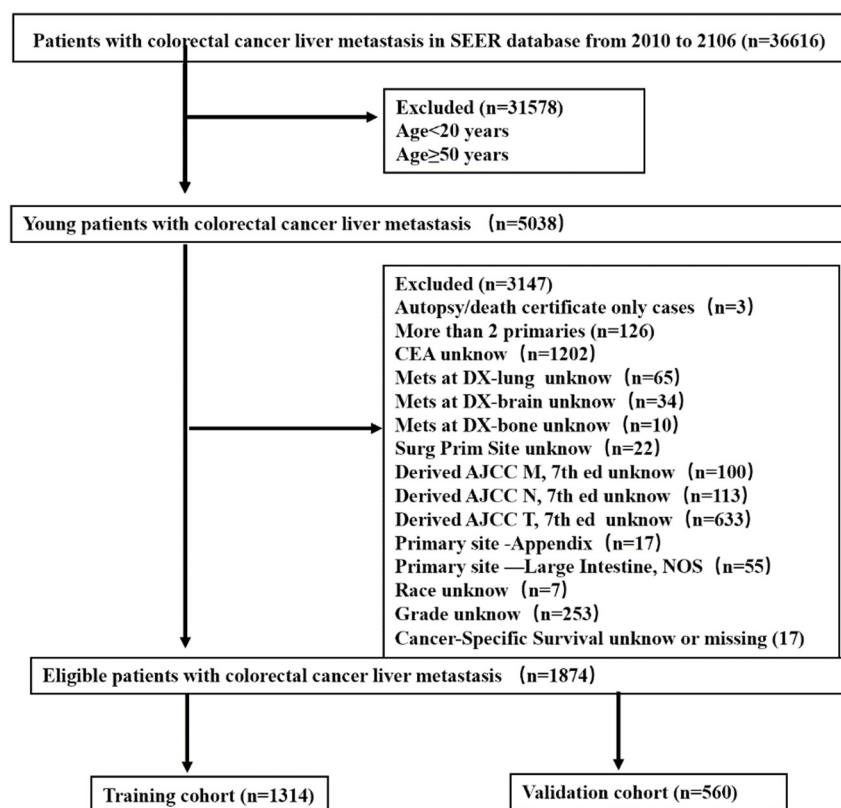 Patients with colorectal cancer liver metastasis in SEER database from 2010 to 2106 (n=36616)
Excluded (n=31578)
Age<20 years
Age≥50 years
Young patients with colorectal cancer liver metastasis （n=5038）
Excluded (n=3147)
Autopsy/death certificate only cases（n=3）
More than 2 primaries (n=126)
CEA unknow（n=1202）
Mets at DX-lung unknow（n=65）
Mets at DX-brain unknow（n=34）
Mets at DX-bone unknow（n=10）
Surg Prim Site unknow（n=22）
Derived AJCC M, 7th ed unknow（n=100）
Derived AJCC N, 7th ed unknow（n=113）
Derived AJCC T, 7th ed unknow（n=633）
Primary site -Appendix（n=17）
Primary site —Large Intestine, NOS（n=55）
Race unknow（n=7）
Grade unknow（n=253）
Cancer-Specific Survival unknow or missing (17）
Eligible patients with colorectal cancer liver metastasis （n=1874）
Training cohort（n=1314）
Validation cohort（n=560）